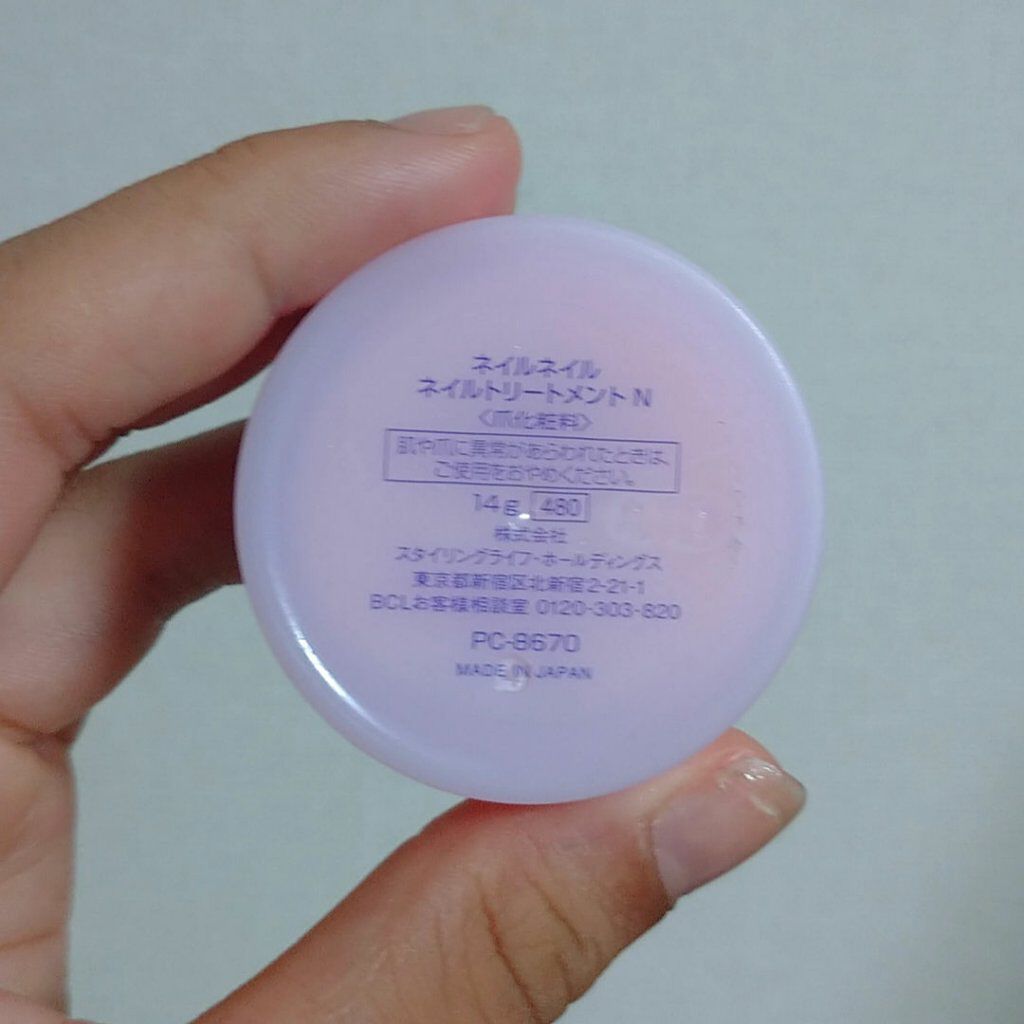 ネイルネイル
ネイルトリートメント N
〈爪化粧料〉
肌や爪に異常があらわれたときは、
ご使用をおやめください。
14g 480
株式会社
スタイリングライフ・ホールディングス
東京都新宿区北新宿2-21-1
BCLお客様相談室 0120-303-820
PC-8670
MADE IN JAPAN